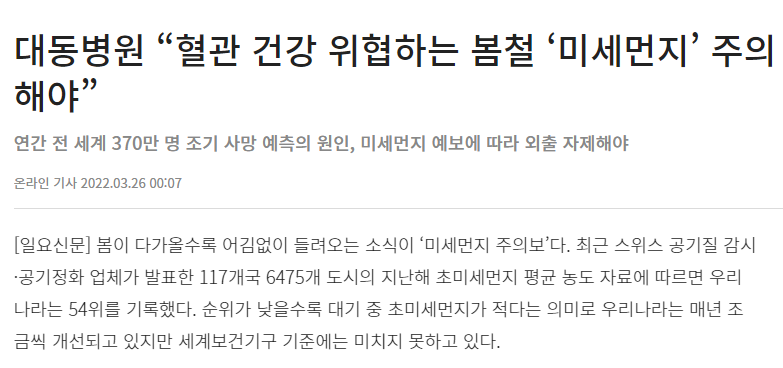 대동병원 “혈관 건강 위협하는 봄철 ‘미세먼지’ 주의
해야”
연간 전 세계 370만 명 조기 사망 예측의 원인, 미세먼지 예보에 따라 외출 자제해야
온라인 기사 2022.03.26 00:07
[일요신문] 봄이 다가올수록 어김없이 들려오는 소식이 ‘미세먼지 주의보’다. 최근 스위스 공기질 감시
·공기정화 업체가 발표한 117개국 6475개 도시의 지난해 초미세먼지 평균 농도 자료에 따르면 우리
나라는 54위를 기록했다. 순위가 낮을수록 대기 중 초미세먼지가 적다는 의미로 우리나라는 매년 조
금씩 개선되고 있지만 세계보건기구 기준에는 미치지 못하고 있다.